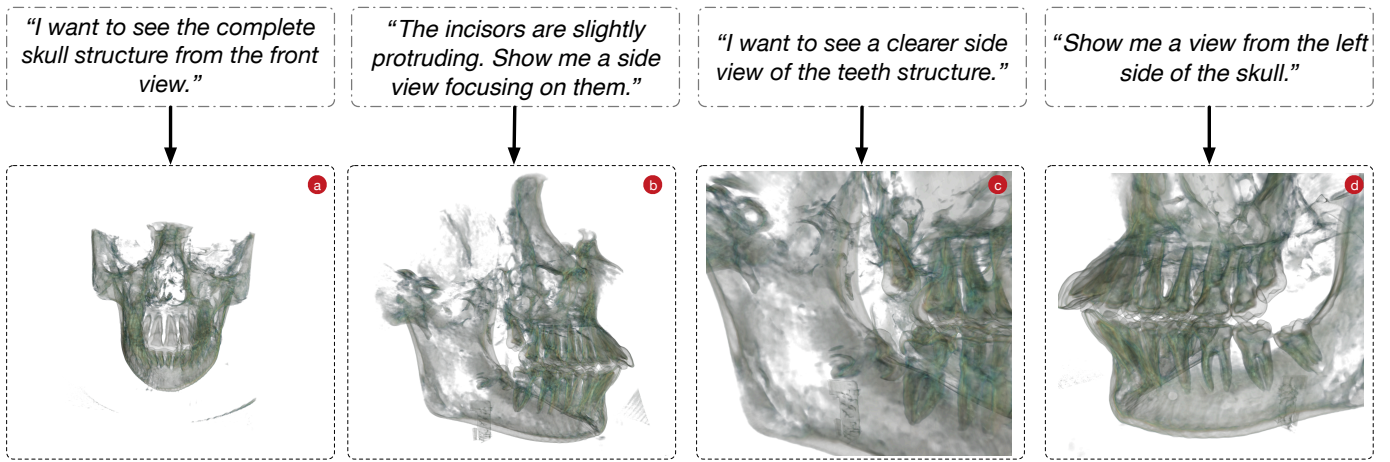 “I want to see the complete
skull structure from the front
view.”
“The incisors are slightly
protruding. Show me a side
view focusing on them.”
“I want to see a clearer side
view of the teeth structure.”
“Show me a view from the left
side of the skull.”
a
b
c
d